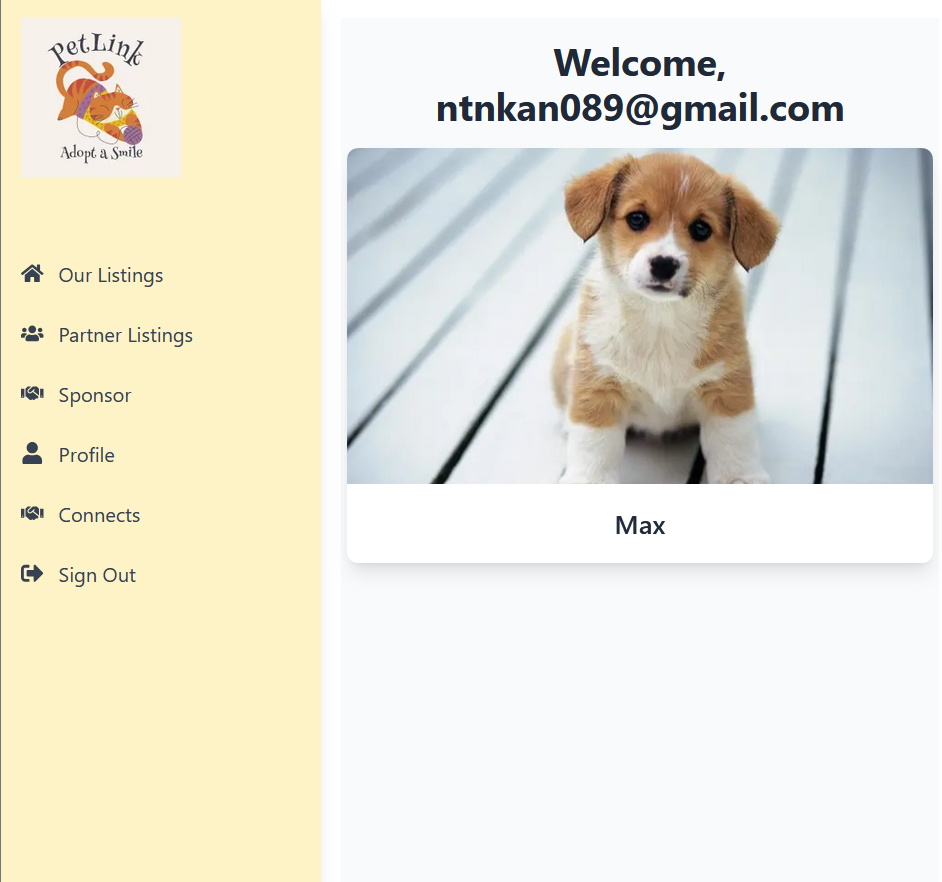 PetLink
Adopt a Smile
Our Listings
Partner Listings
Sponsor
Profile
Connects
Sign Out
Welcome,
ntnkan089@gmail.com
Max